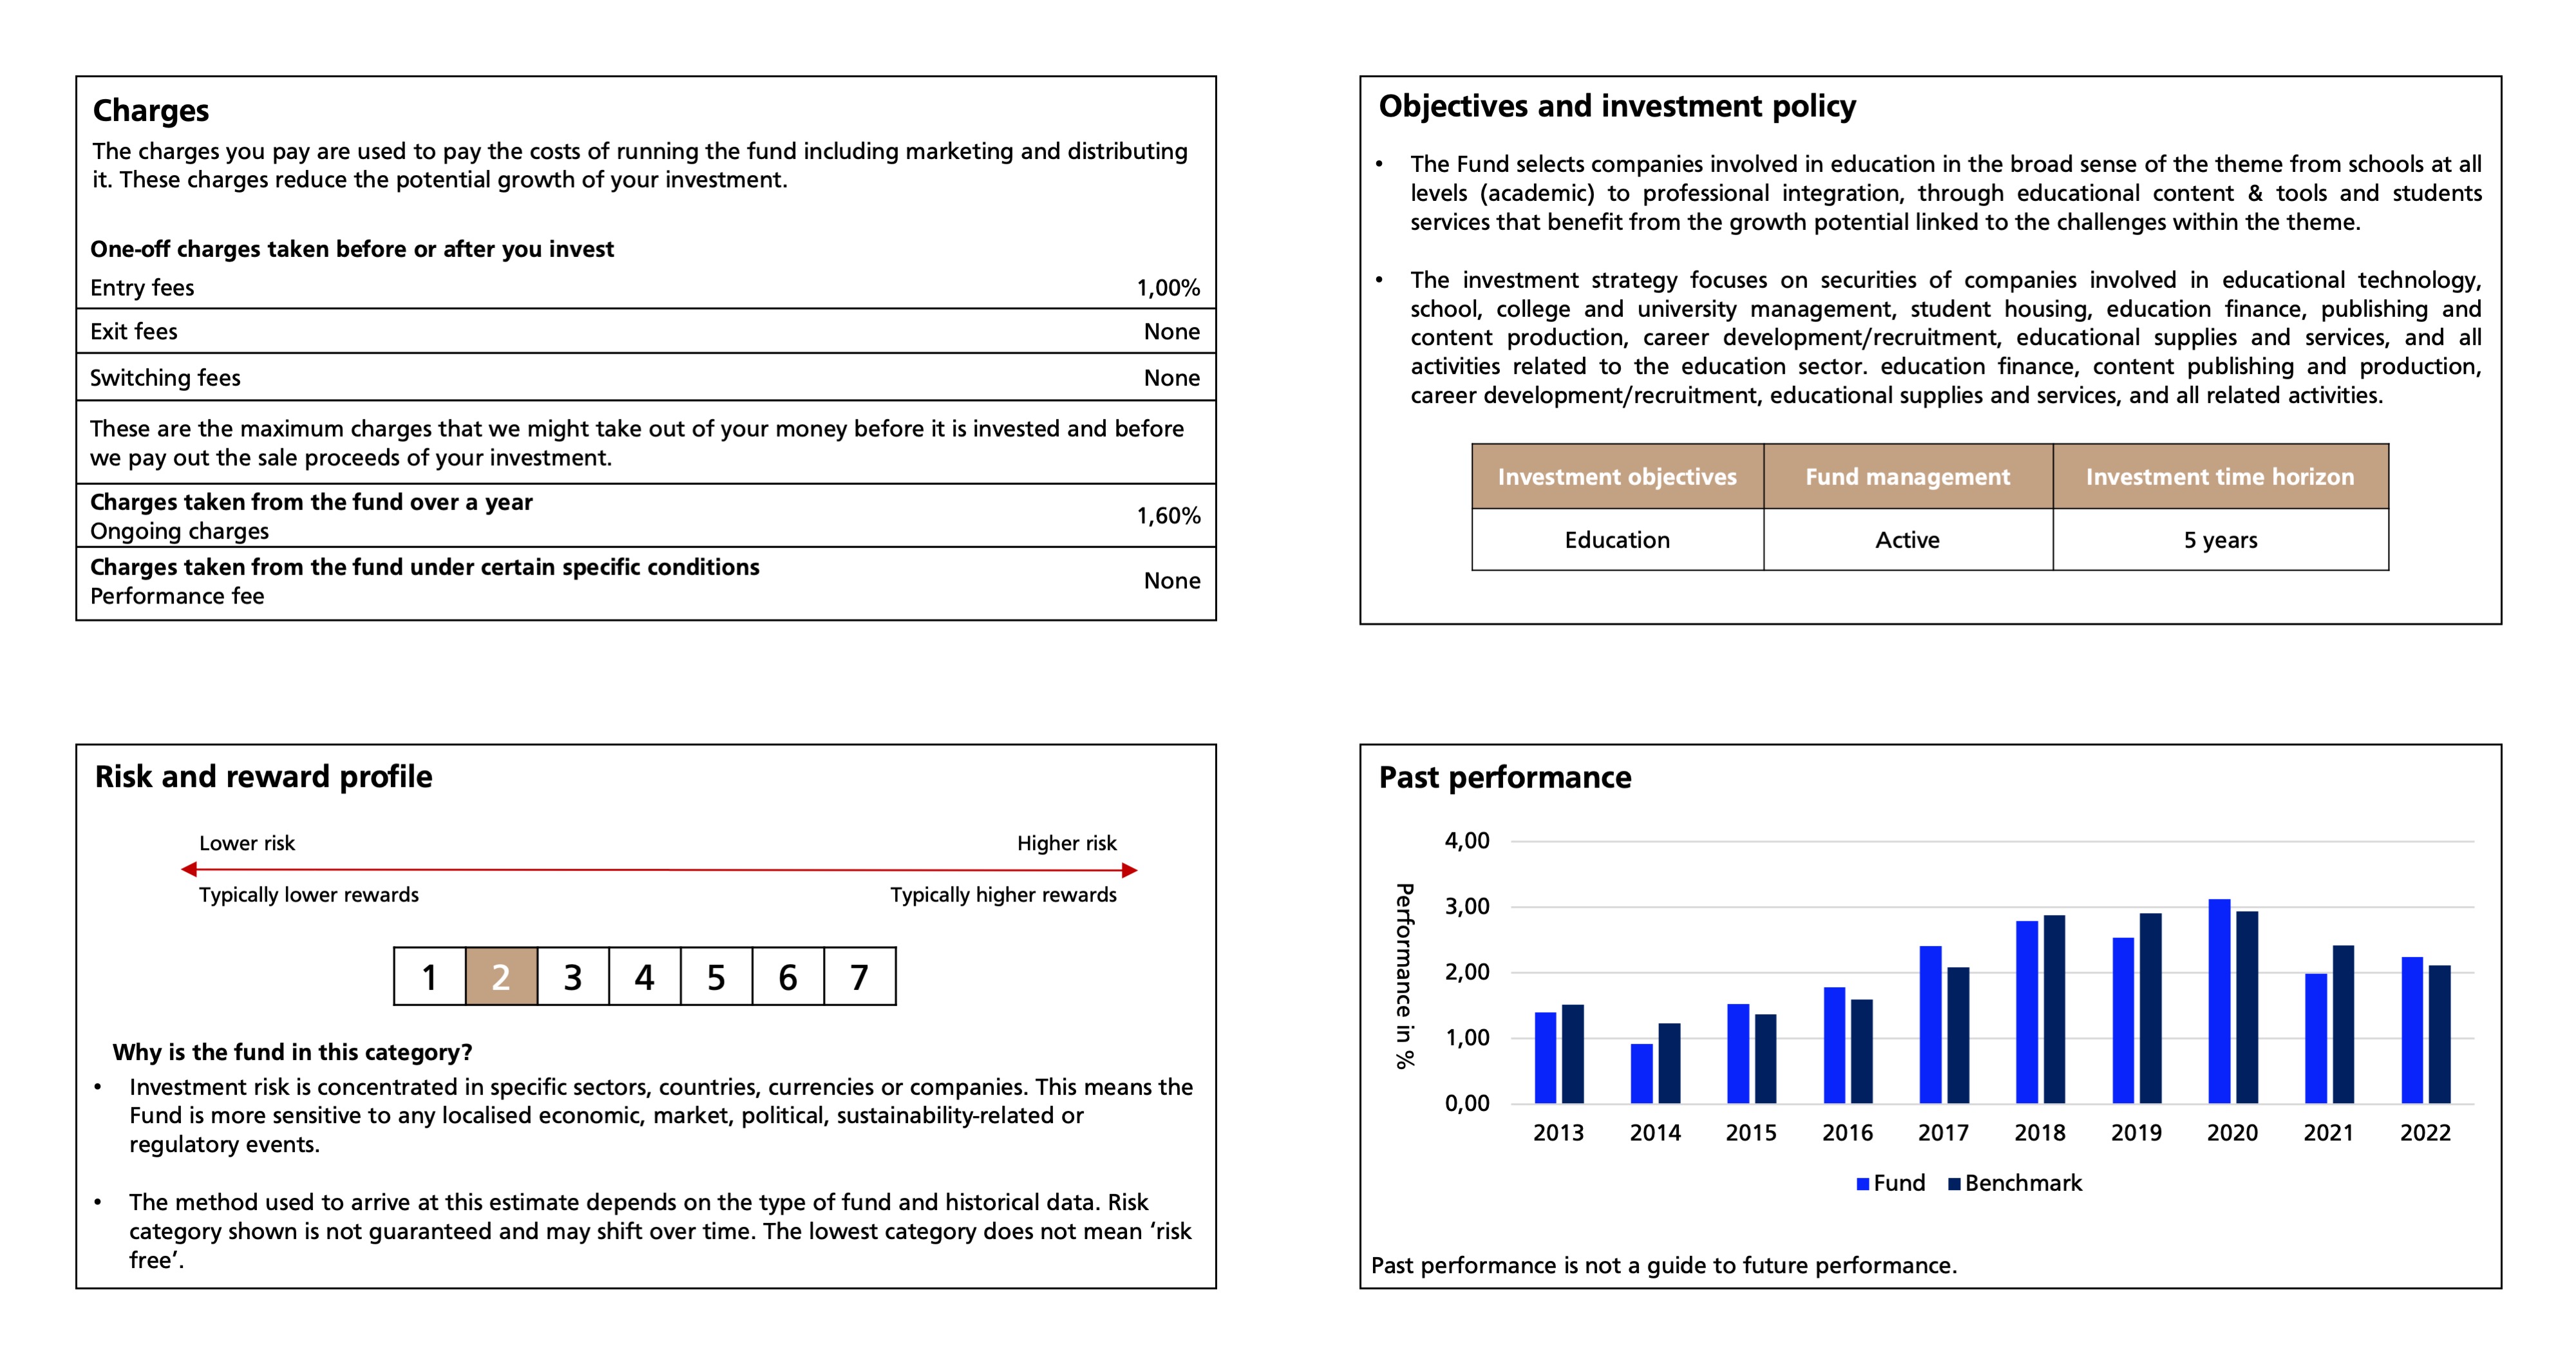 Charges
The charges you pay are used to pay the costs of running the fund including marketing and distributing
it. These charges reduce the potential growth of your investment.
One-off charges taken before or after you invest
Entry fees 1,00%
Exit fees None
Switching fees None
These are the maximum charges that we might take out of your money before it is invested and before
we pay out the sale proceeds of your investment.
Charges taken from the fund over a year
Ongoing charges 1,60%
Charges taken from the fund under certain specific conditions
Performance fee None
Objectives and investment policy
• The Fund selects companies involved in education in the broad sense of the theme from schools at all
levels (academic) to professional integration, through educational content & tools and students
services that benefit from the growth potential linked to the challenges within the theme.
• The investment strategy focuses on securities of companies involved in educational technology,
school, college and university management, student housing, education finance, publishing and
content production, career development/recruitment, educational supplies and services, and all
activities related to the education sector. education finance, content publishing and production,
career development/recruitment, educational supplies and services, and all related activities.
Investment objectives Fund management Investment time horizon
Education Active 5 years
Risk and reward profile
Lower risk Higher risk
Typically lower rewards Typically higher rewards
1 2 3 4 5 6 7
Why is the fund in this category?
• Investment risk is concentrated in specific sectors, countries, currencies or companies. This means the
Fund is more sensitive to any localised economic, market, political, sustainability-related or
regulatory events.
• The method used to arrive at this estimate depends on the type of fund and historical data. Risk
category shown is not guaranteed and may shift over time. The lowest category does not mean ‘risk
free’.
Past performance
Performance in %
4,00
3,00
2,00
1,00
0,00
2013 2014 2015 2016 2017 2018 2019 2020 2021 2022
Fund Benchmark
Past performance is not a guide to future performance.